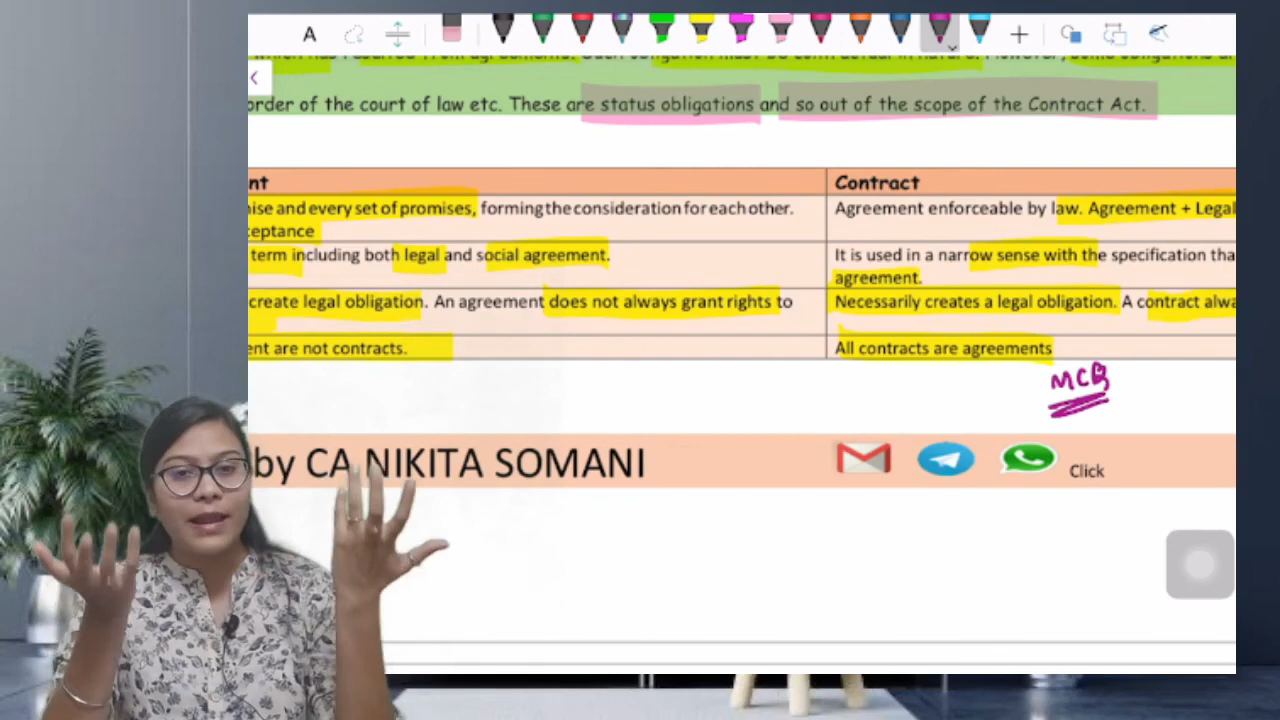 A
order of the court of law etc. These are status obligations and so out of the scope of the Contract Act.
nt
Contract
nise and every set of promises, forming the consideration for each other.
Agreement enforceable by law. Agreement + Legal
ceptance
term including both legal and social agreement.
It is used in a narrow sense with the specification tha
agreement.
create legal obligation. An agreement does not always grant rights to
Necessarily creates a legal obligation. A contract alwa
ent are not contracts.
All contracts are agreements
MCQ
by CA NIKITA SOMANI
Click